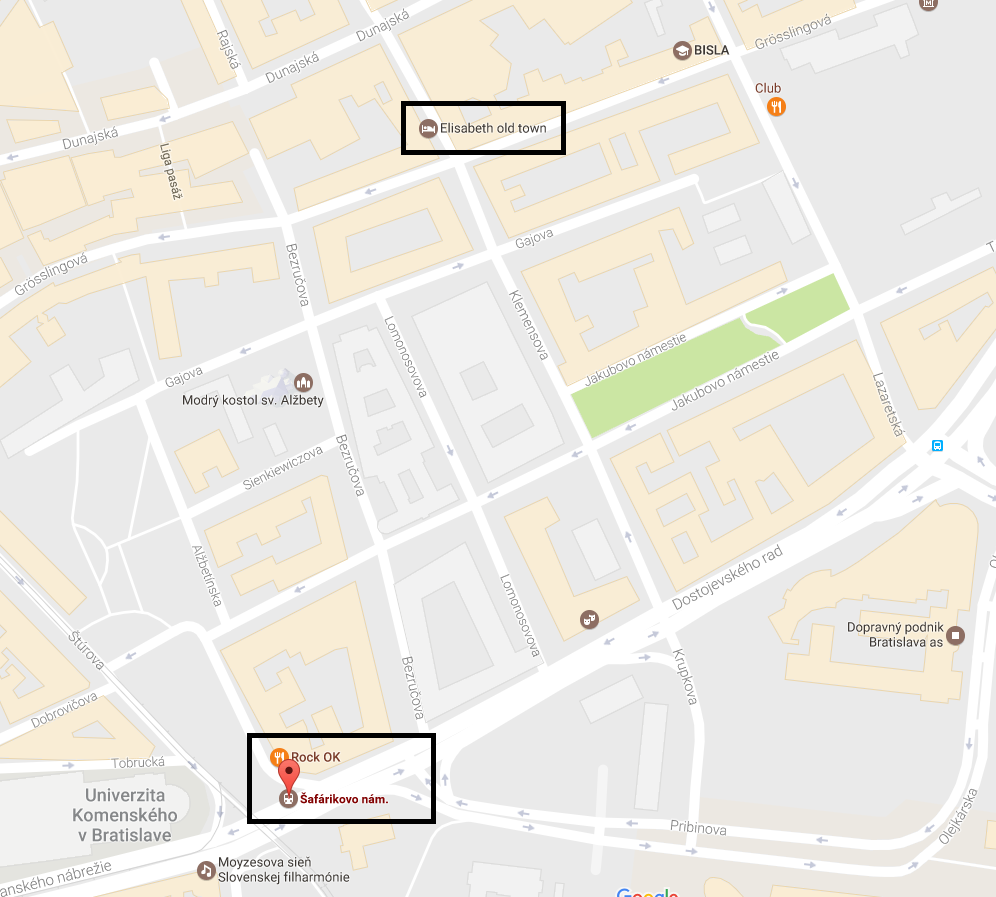 Dunajská
Rajská
Dunajská
BISLA
Grösslingová
Club
Elisabeth old town
Dunajská
Liga pasáž
Gajova
Bezručova
Grösslingová
Klemensova
Lomonosovova
Jakubovo námestie
Jakubovo námestie
Gajova
Modrý kostol sv. Alžbety
Lazaretská
Bezručova
Sienkiewiczova
Alžbetínska
Dostojevského rad
Lomonosovova
Dopravný podnik
Bratislava as
Štúrova
Krupkova
Bezručova
Dobrovičova
Rock OK
Tobrucká
Šafárikovo nám.
Univerzita
Komenského
v Bratislave
Pribinova
Olejkárska
Moyzesova sieň
Slovenskej filharmónie
anského nábrežie
Google